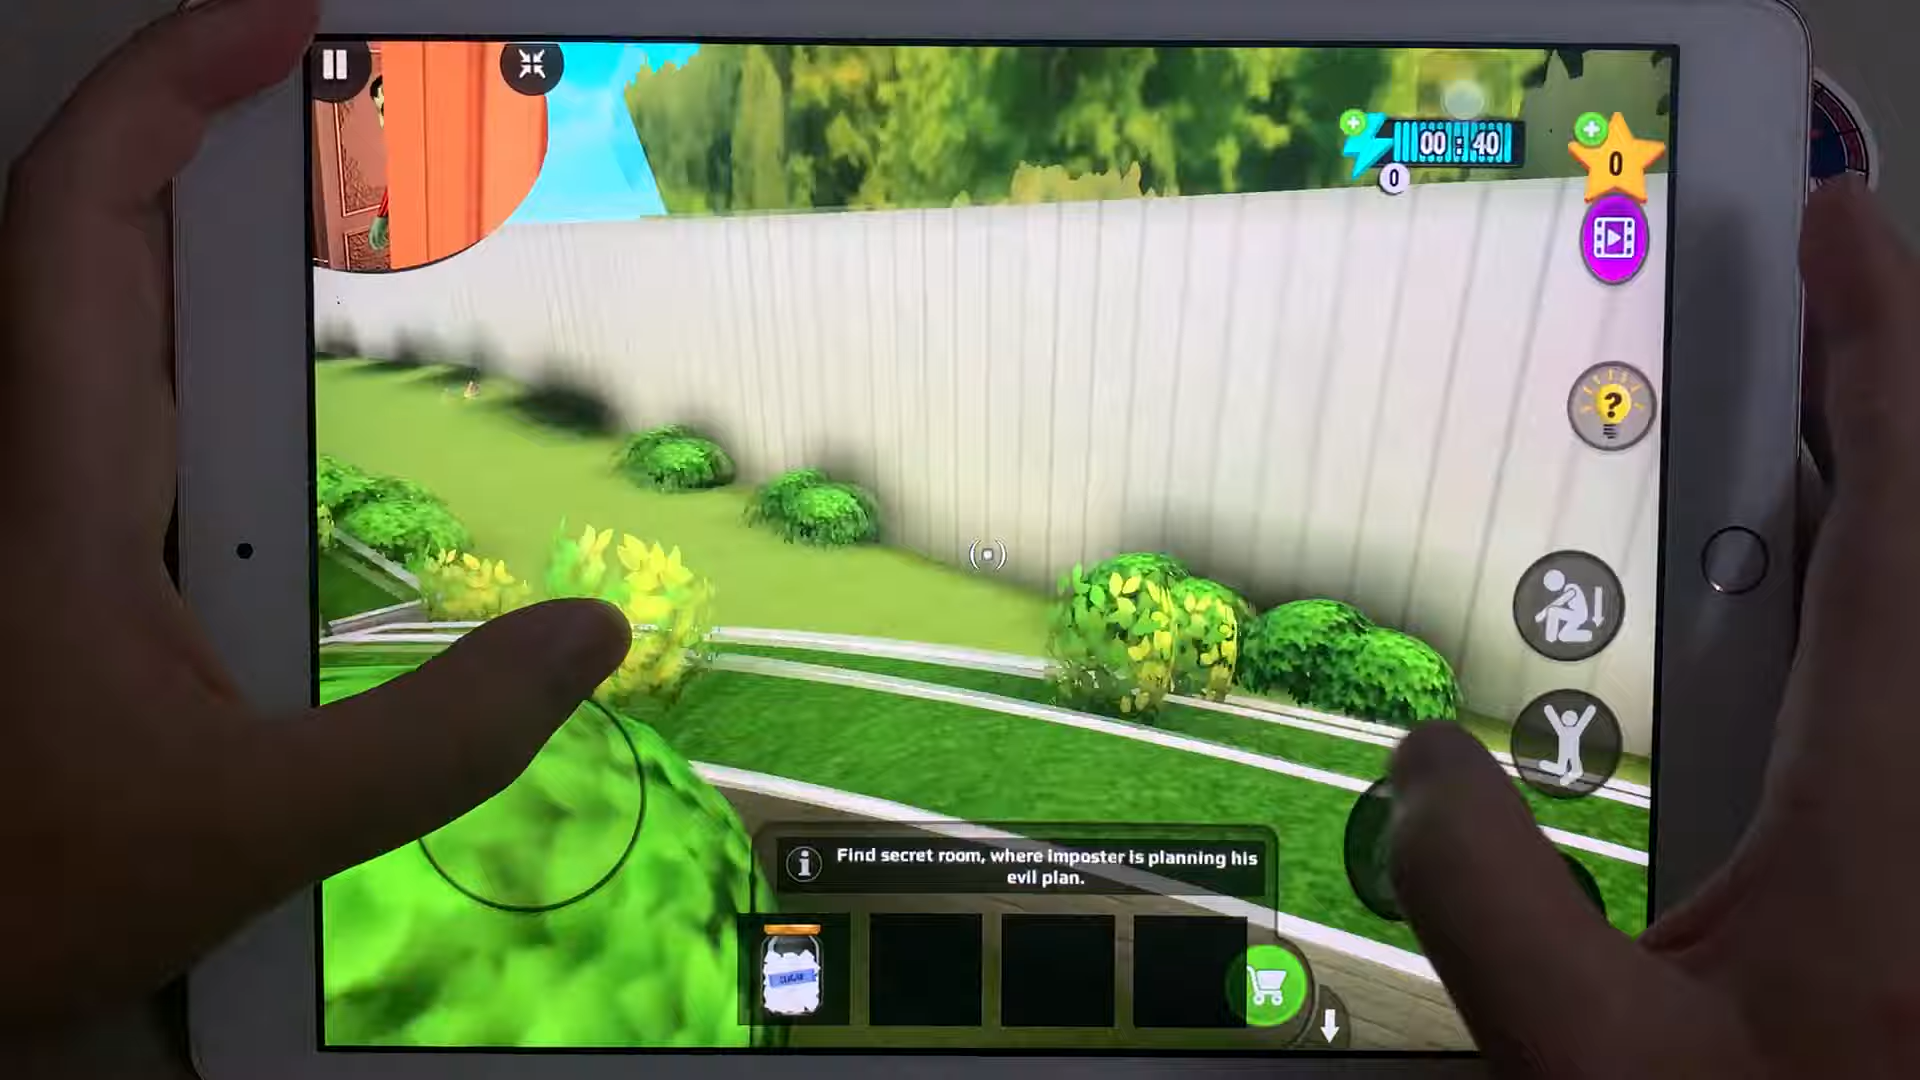 00:40
0
0
?
Find secret room, where imposter is planning his
evil plan.